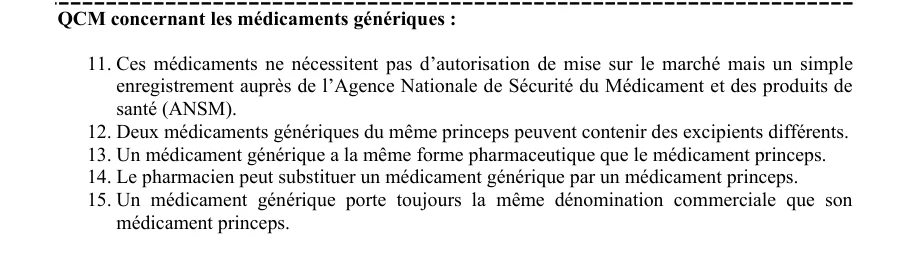 QCM concernant les médicaments génériques :
11. Ces médicaments ne nécessitent pas d’autorisation de mise sur le marché mais un simple
enregistrement auprès de l’Agence Nationale de Sécurité du Médicament et des produits de
santé (ANSM).
12. Deux médicaments génériques du même princeps peuvent contenir des excipients différents.
13. Un médicament générique a la même forme pharmaceutique que le médicament princeps.
14. Le pharmacien peut substituer un médicament générique par un médicament princeps.
15. Un médicament générique porte toujours la même dénomination commerciale que son
médicament princeps.